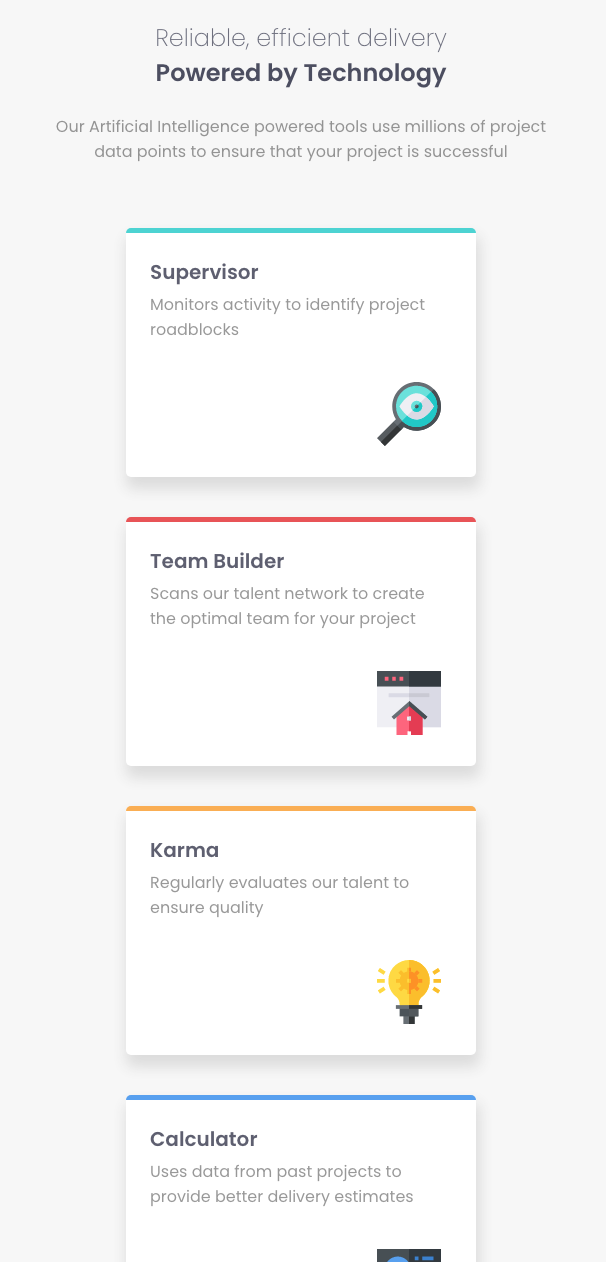 Reliable, efficient delivery
Powered by Technology
Our Artificial Intelligence powered tools use millions of project
data points to ensure that your project is successful
Supervisor
Monitors activity to identify project
roadblocks
Team Builder
Scans our talent network to create
the optimal team for your project
Karma
Regularly evaluates our talent to
ensure quality
Calculator
Uses data from past projects to
provide better delivery estimates